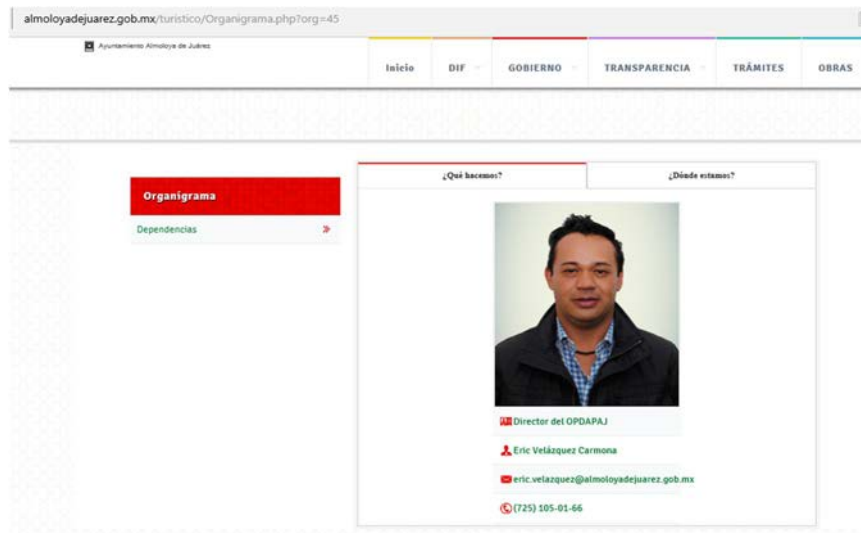 almoloyadejuarez.gob.mx/turistico/Organigrama.php?org=45
Ayuntamiento Almoloya de Juárez
Inicio DIF GOBIERNO TRANSPARENCIA TRÁMITES OBRAS
¿Qué hacemos? ¿Dónde estamos?
Organigrama
Dependencias
Director del OPDAPAJ
Eric Velázquez Carmona
eric.velazquez@almoloyadejuarez.gob.mx
(725) 105-01-66